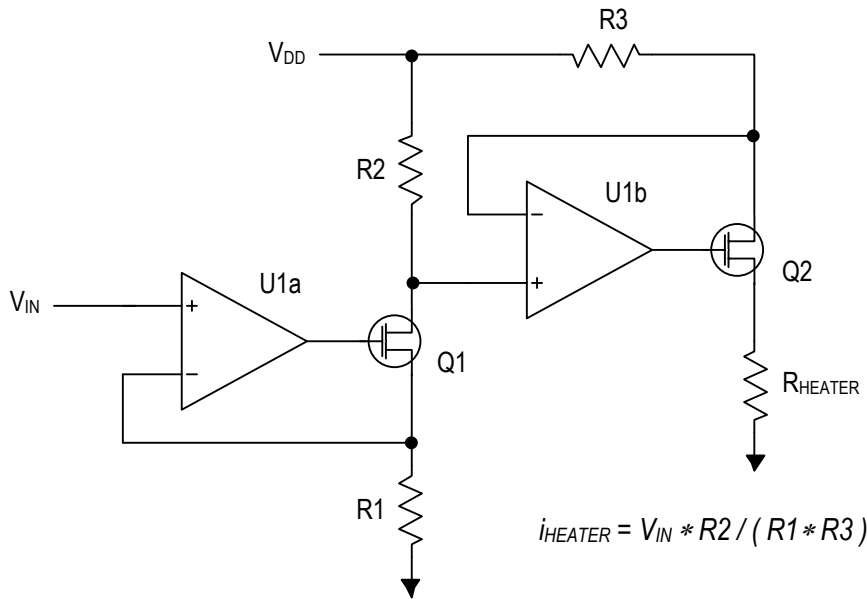 R3
VDD
R2
U1b
−
+
Q2
U1a
VIN
+
−
Q1
RHEATER
R1
iHEATER = VIN * R2 / ( R1 * R3 )